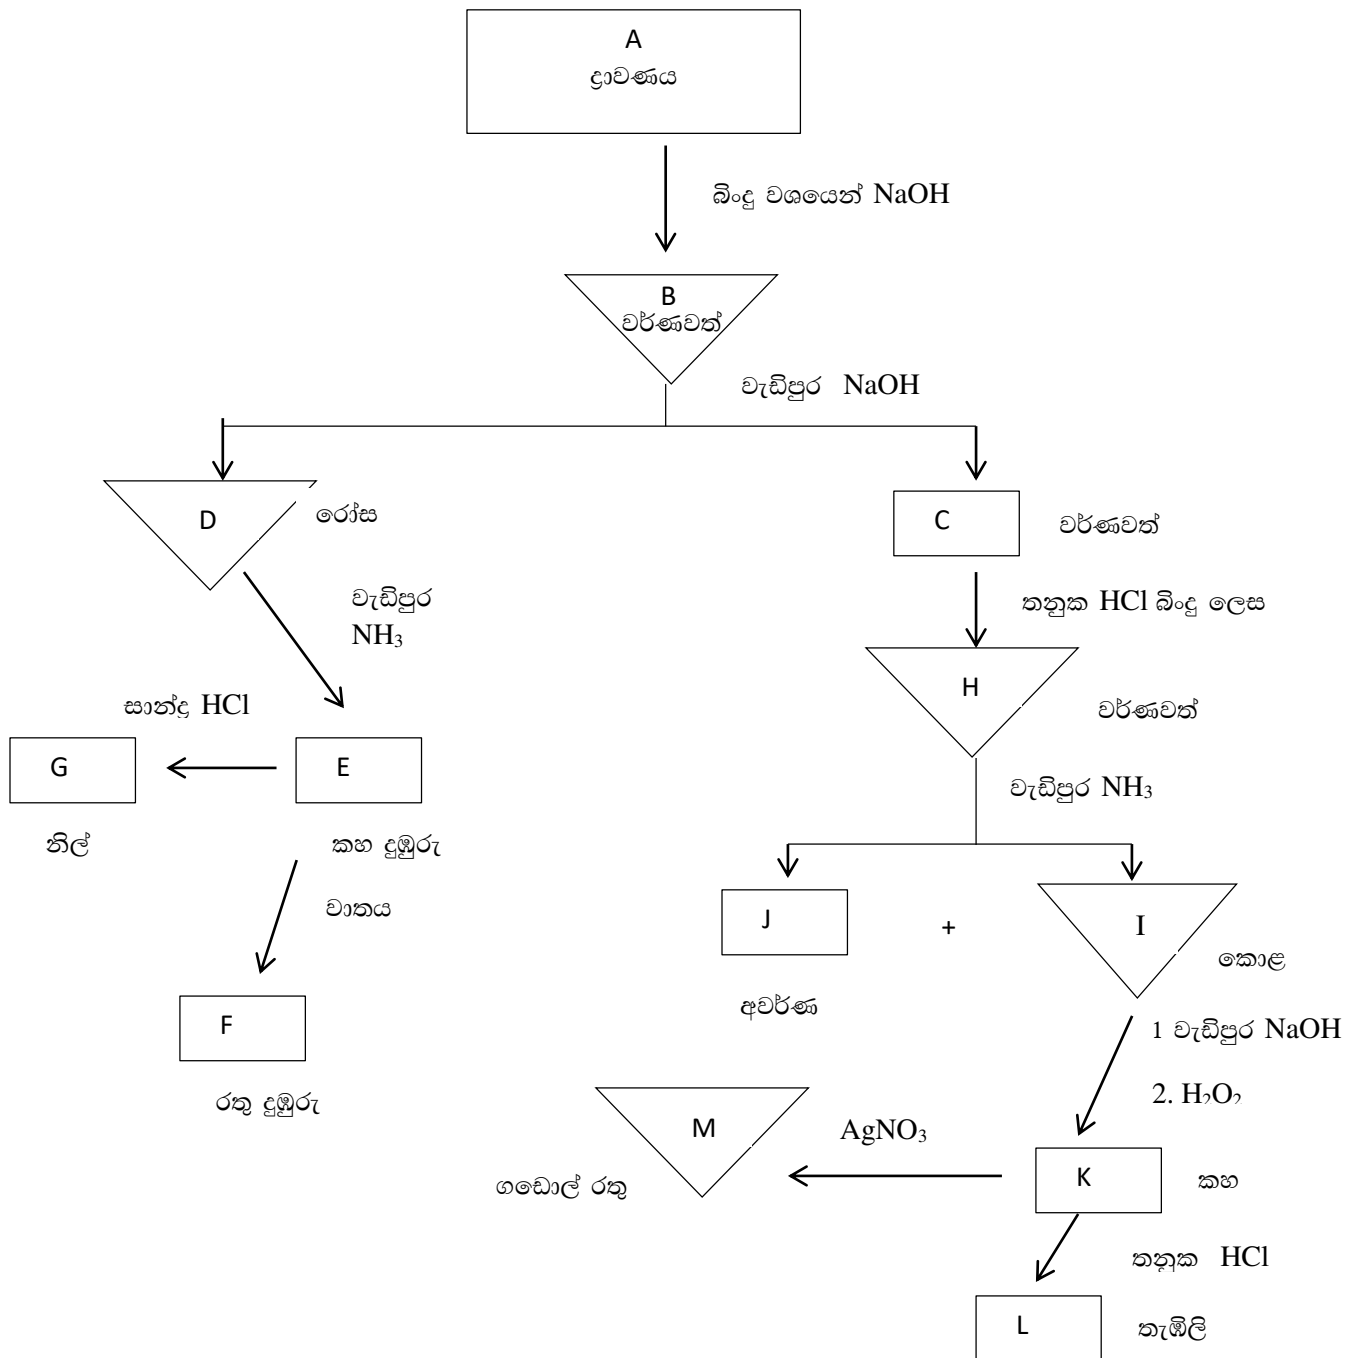 A
ද්‍රාවණය
බිංදු වශයෙන් NaOH
B
වර්ණවත්
වැඩිපුර NaOH
D
රෝස
C
වර්ණවත්
වැඩිපුර
NH₃
තනුක HCl බිංදු ලෙස
H
වර්ණවත්
සාන්ද්‍ර HCl
G
E
වැඩිපුර NH₃
නිල්
කහ දුඹුරු
වාතය
J
+
I
කොළ
අවර්ණ
F
රතු දුඹුරු
1 වැඩිපුර NaOH
2. H₂O₂
M
AgNO₃
ගඩොල් රතු
K
කහ
තනුක HCl
L
තැඹිලි